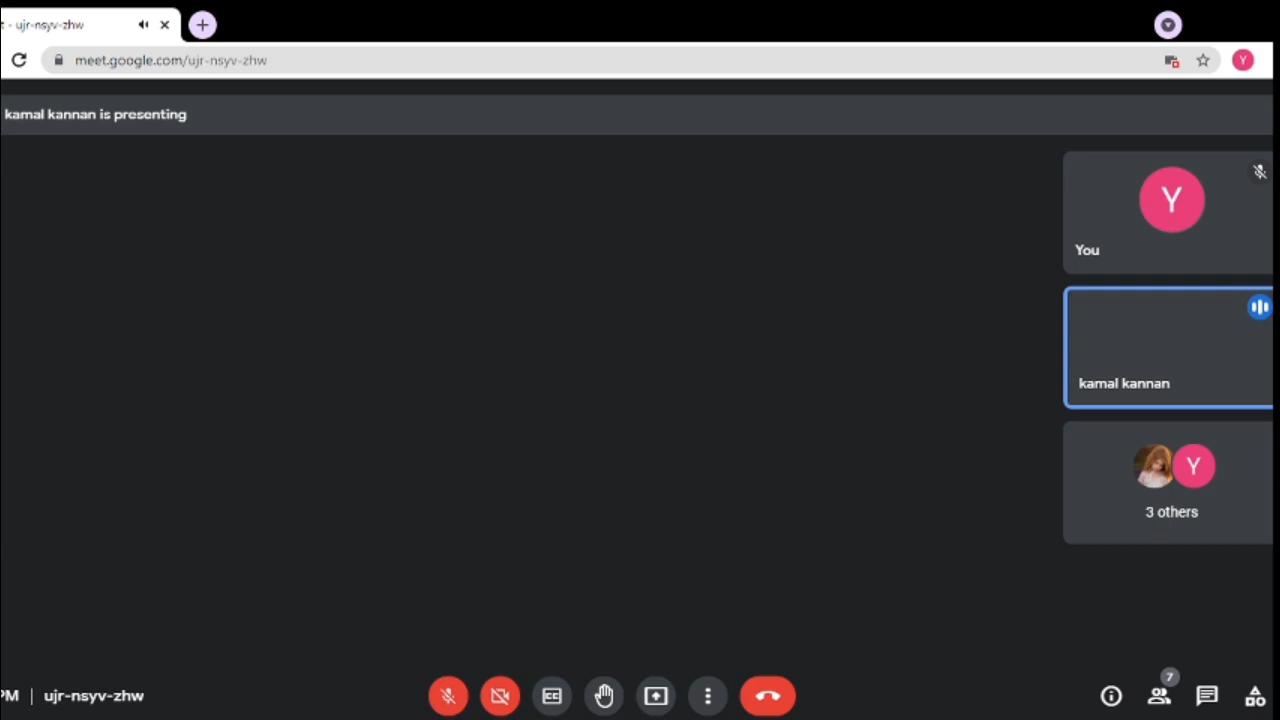 t - ujr-nsyv-zhw
meet.google.com/ujr-nsyv-zhw
Y
kamal kannan is presenting
Y
You
kamal kannan
Y
3 others
PM | ujr-nsyv-zhw
CC
7